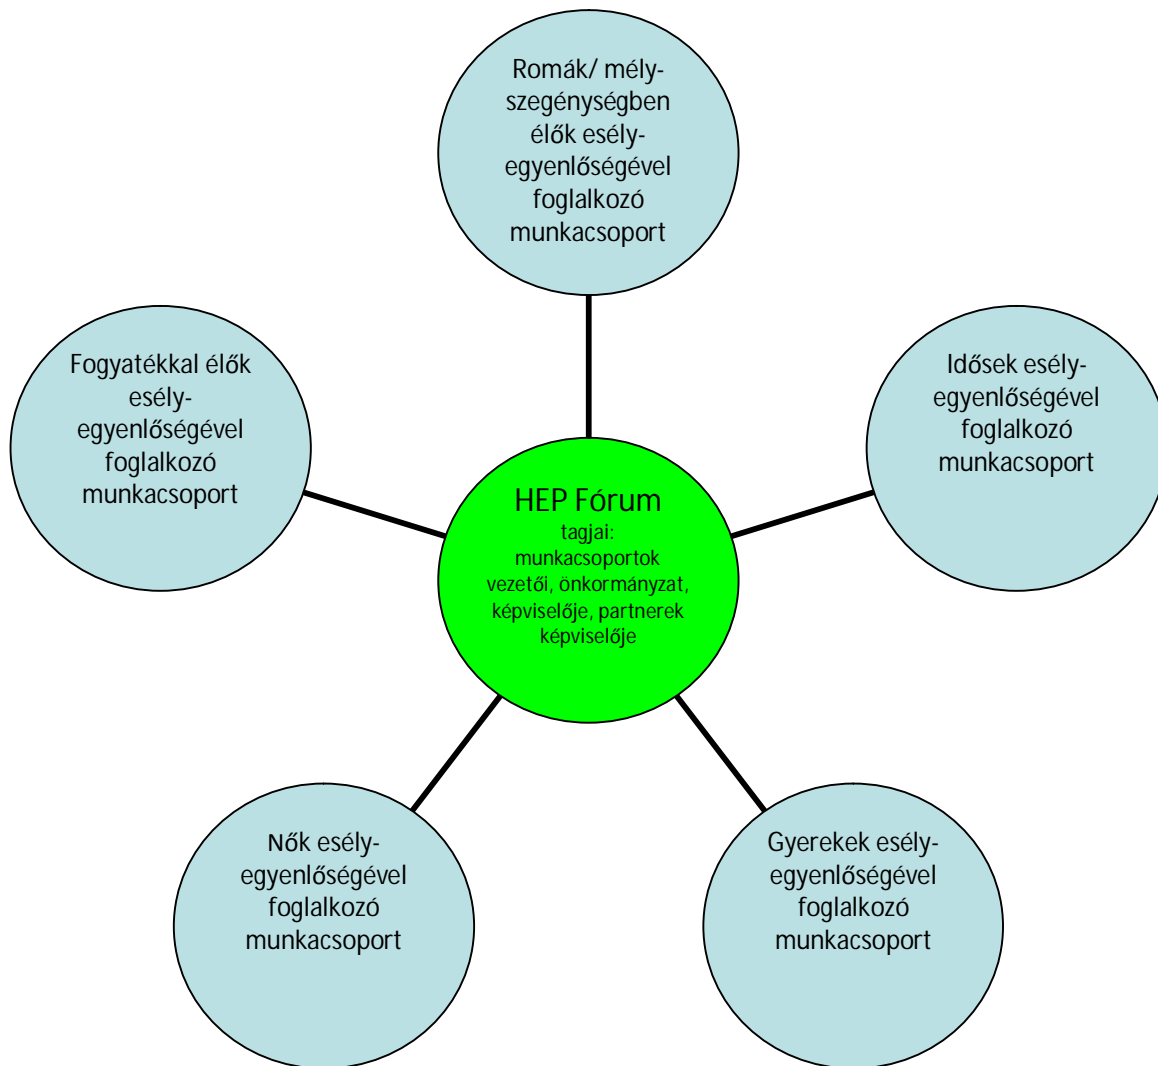 Romák/ mély-
szegénységben
élők esély-
egyenlőségével
foglalkozó
munkacsoport
Fogyatékkal élők
esély-
egyenlőségével
foglalkozó
munkacsoport
Idősek esély-
egyenlőségével
foglalkozó
munkacsoport
HEP Fórum
tagjai:
munkacsoportok
vezetői, önkormányzat,
képviselője, partnerek
képviselője
Nők esély-
egyenlőségével
foglalkozó
munkacsoport
Gyerekek esély-
egyenlőségével
foglalkozó
munkacsoport